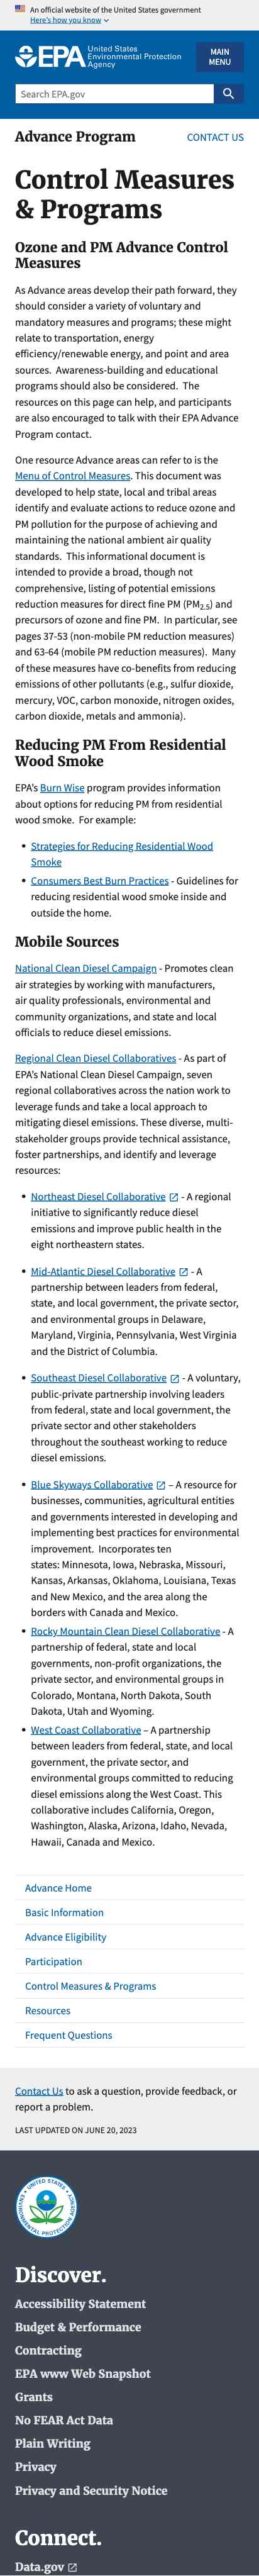 An official website of the United States government
Here's how you know
EPA United States
Environmental Protection
Agency
MAIN
MENU
Search EPA.gov
Advance Program
CONTACT US
Control Measures
& Programs
Ozone and PM Advance Control
Measures
As Advance areas develop their path forward, they
should consider a variety of voluntary and
mandatory measures and programs; these might
relate to transportation, energy
efficiency/renewable energy, and point and area
sources.  Awareness-building and educational
programs should also be considered.  The
resources on this page can help, and participants
are also encouraged to talk with their EPA Advance
Program contact.
One resource Advance areas can refer to is the
Menu of Control Measures. This document was
developed to help state, local and tribal areas
identify and evaluate actions to reduce ozone and
PM pollution for the purpose of achieving and
maintaining the national ambient air quality
standards.  This informational document is
intended to provide a broad, though not
comprehensive, listing of potential emissions
reduction measures for direct fine PM (PM2.5) and
precursors of ozone and fine PM.  In particular, see
pages 37-53 (non-mobile PM reduction measures)
and 63-64 (mobile PM reduction measures).  Many
of these measures have co-benefits from reducing
emissions of other pollutants (e.g., sulfur dioxide,
mercury, VOC, carbon monoxide, nitrogen oxides,
carbon dioxide, metals and ammonia).
Reducing PM From Residential
Wood Smoke
EPA's Burn Wise program provides information
about options for reducing PM from residential
wood smoke.  For example:
• Strategies for Reducing Residential Wood
Smoke
• Consumers Best Burn Practices - Guidelines for
reducing residential wood smoke inside and
outside the home.
Mobile Sources
National Clean Diesel Campaign - Promotes clean
air strategies by working with manufacturers,
air quality professionals, environmental and
community organizations, and state and local
officials to reduce diesel emissions.
Regional Clean Diesel Collaboratives - As part of
EPA's National Clean Diesel Campaign, seven
regional collaboratives across the nation work to
leverage funds and take a local approach to
mitigating diesel emissions. These diverse, multi-
stakeholder groups provide technical assistance,
foster partnerships, and identify and leverage
resources:
• Northeast Diesel Collaborative - A regional
initiative to significantly reduce diesel
emissions and improve public health in the
eight northeastern states.
• Mid-Atlantic Diesel Collaborative - A
partnership between leaders from federal,
state, and local government, the private sector,
and environmental groups in Delaware,
Maryland, Virginia, Pennsylvania, West Virginia
and the District of Columbia.
• Southeast Diesel Collaborative - A voluntary,
public-private partnership involving leaders
from federal, state and local government, the
private sector and other stakeholders
throughout the southeast working to reduce
diesel emissions.
• Blue Skyways Collaborative – A resource for
businesses, communities, agricultural entities
and governments interested in developing and
implementing best practices for environmental
improvement.  Incorporates ten
states: Minnesota, Iowa, Nebraska, Missouri,
Kansas, Arkansas, Oklahoma, Louisiana, Texas
and New Mexico, and the area along the
borders with Canada and Mexico.
• Rocky Mountain Clean Diesel Collaborative - A
partnership of federal, state and local
governments, non-profit organizations, the
private sector, and environmental groups in
Colorado, Montana, North Dakota, South
Dakota, Utah and Wyoming.
• West Coast Collaborative – A partnership
between leaders from federal, state, and local
government, the private sector, and
environmental groups committed to reducing
diesel emissions along the West Coast. This
collaborative includes California, Oregon,
Washington, Alaska, Arizona, Idaho, Nevada,
Hawaii, Canada and Mexico.
Advance Home
Basic Information
Advance Eligibility
Participation
Control Measures & Programs
Resources
Frequent Questions
Contact Us to ask a question, provide feedback, or
report a problem.
LAST UPDATED ON JUNE 20, 2023
UNITED STATES
ENVIRONMENTAL PROTECTION AGENCY
Discover.
Accessibility Statement
Budget & Performance
Contracting
EPA www Web Snapshot
Grants
No FEAR Act Data
Plain Writing
Privacy
Privacy and Security Notice
Connect.
Data.gov